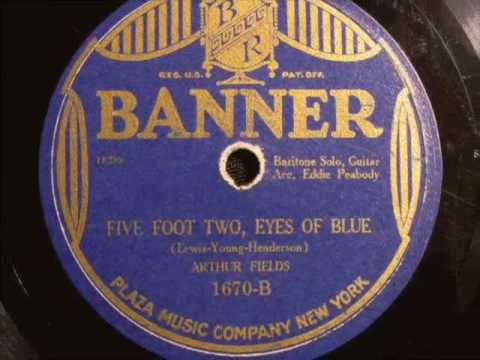 B
R
REG. U.S. PAT. OFF.
BANNER
Baritone Solo, Guitar
Acc. Eddie Peabody
FIVE FOOT TWO, EYES OF BLUE
(Lewis-Young-Henderson)
ARTHUR FIELDS
1670-B
PLAZA MUSIC COMPANY NEW YORK